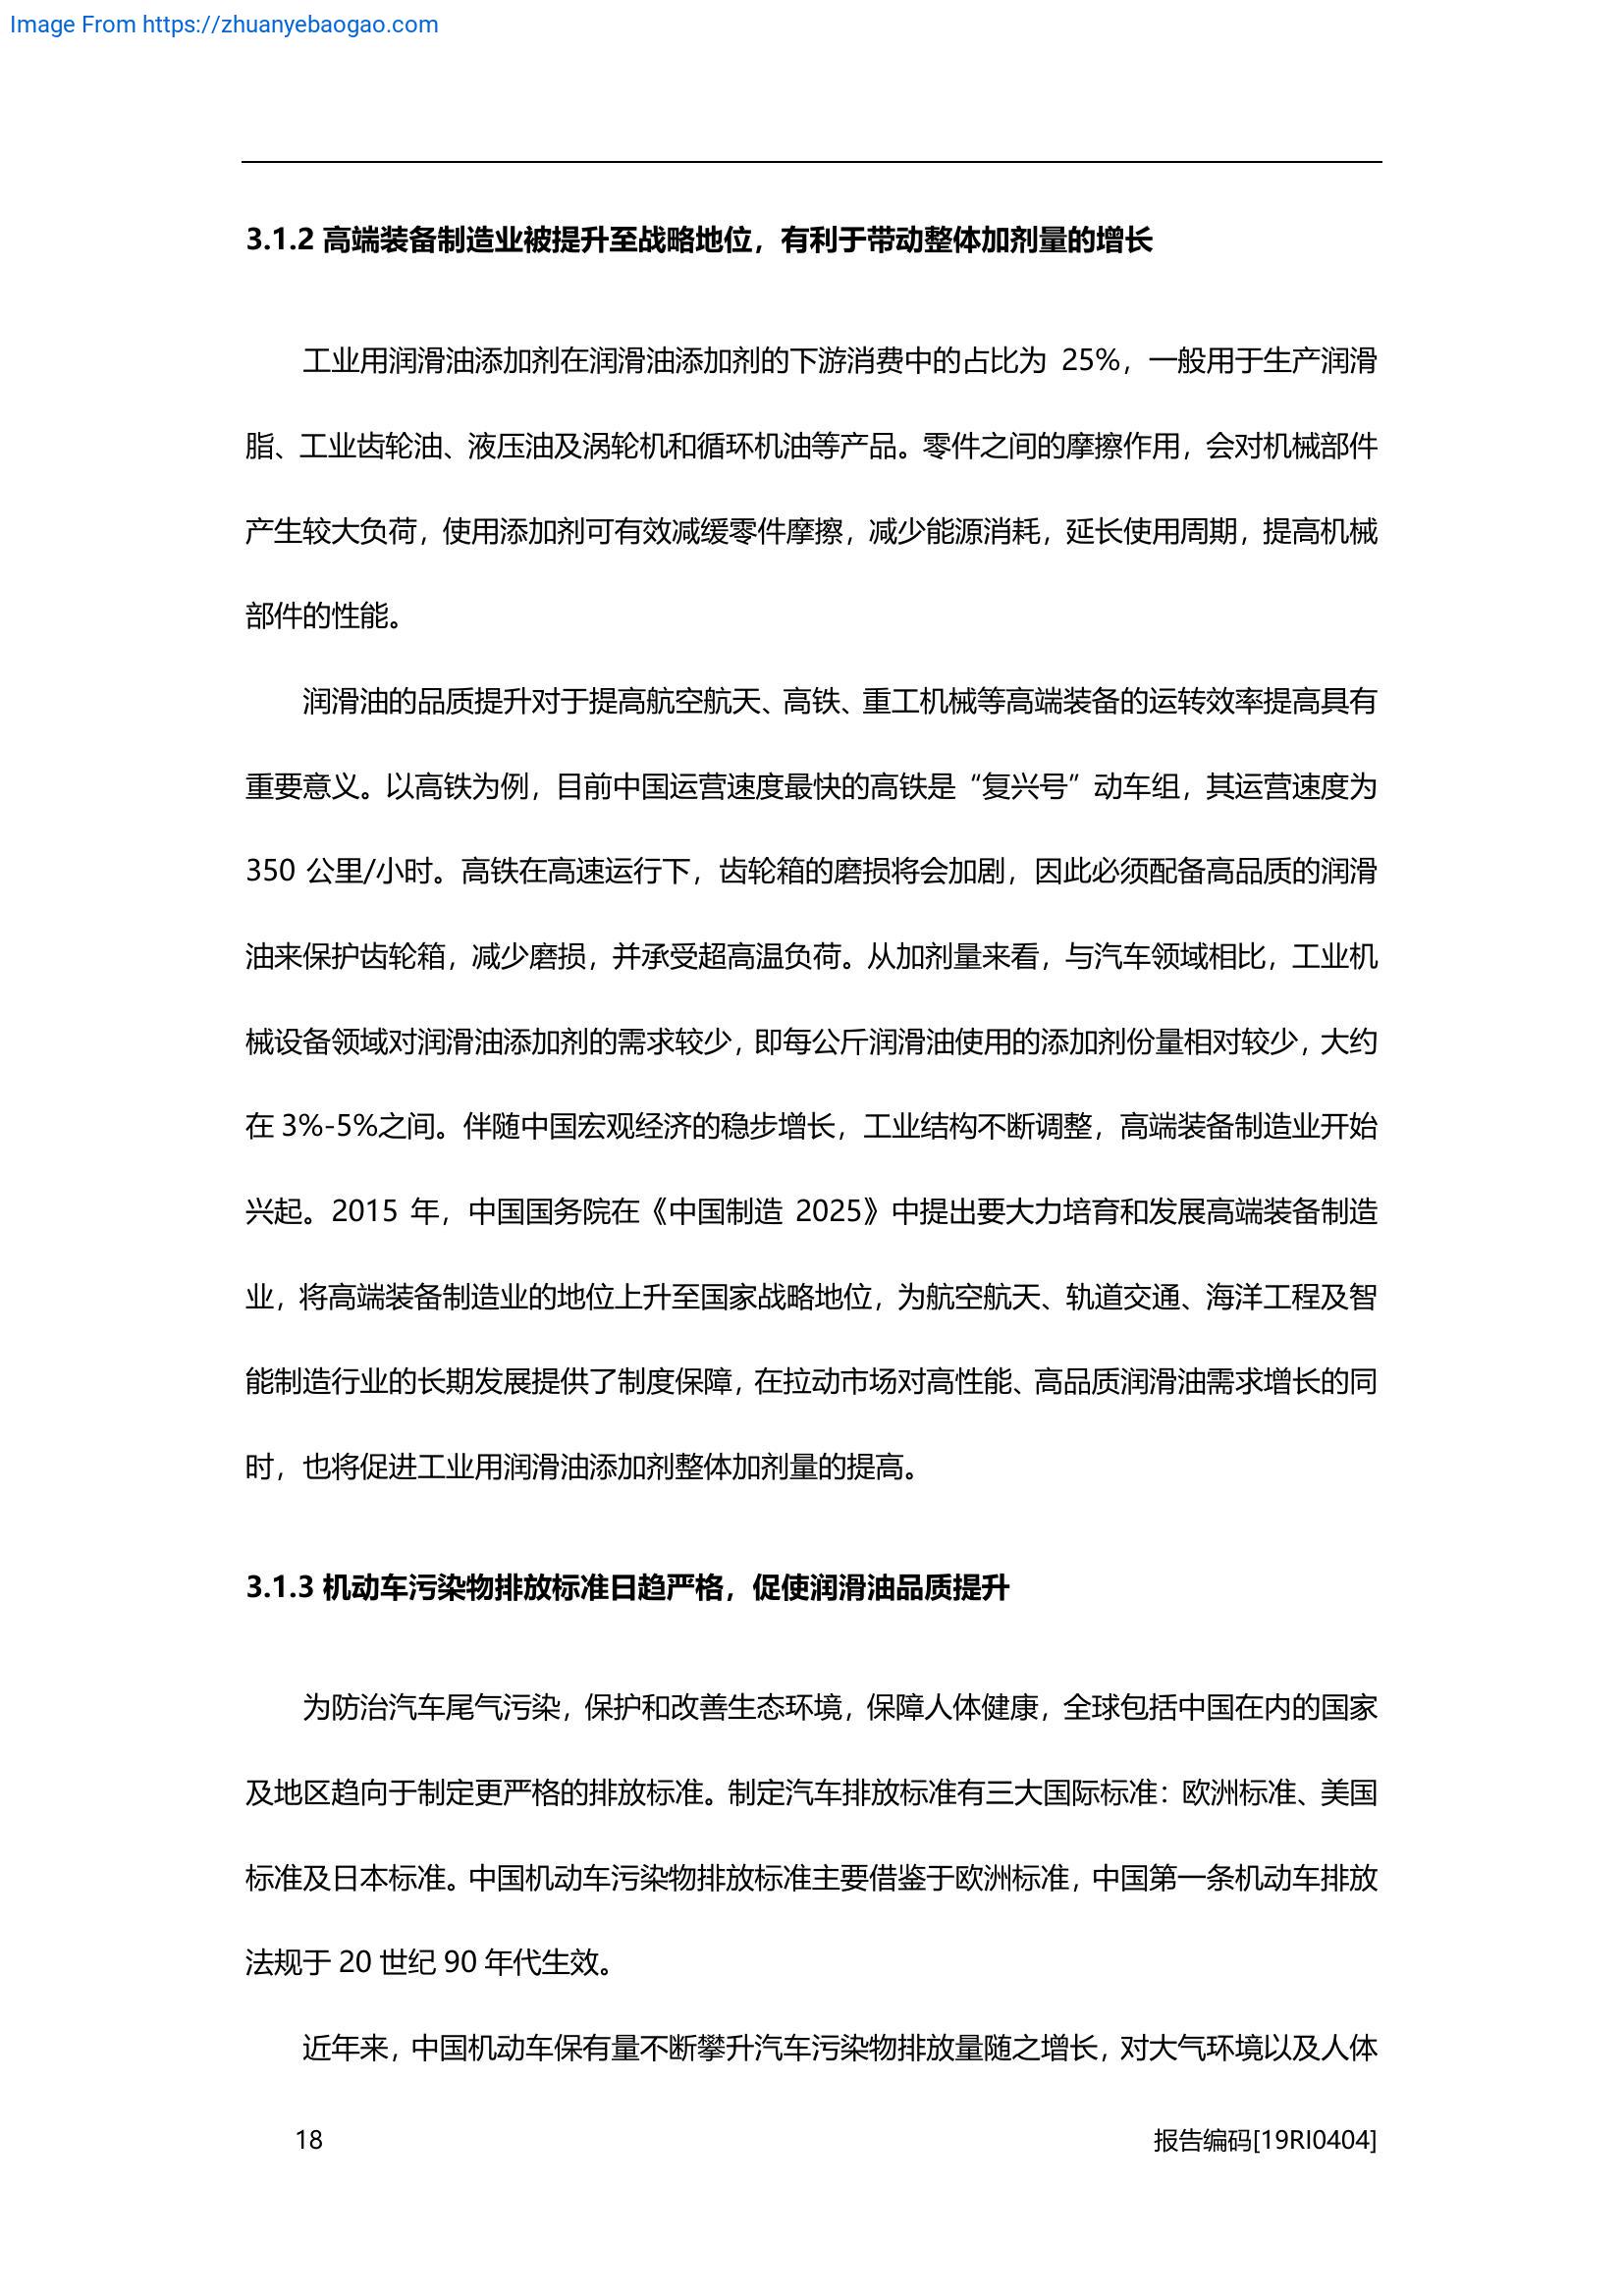 Image From https://zhuanyebaogao.com
3.1.2 高端装备制造业被提升至战略地位，有利于带动整体加剂量的增长
工业用润滑油添加剂在润滑油添加剂的下游消费中的占比为 25%，一般用于生产润滑
脂、工业齿轮油、液压油及涡轮机和循环机油等产品。零件之间的摩擦作用，会对机械部件
产生较大负荷，使用添加剂可有效减缓零件摩擦，减少能源消耗，延长使用周期，提高机械
部件的性能。
润滑油的品质提升对于提高航空航天、高铁、重工机械等高端装备的运转效率提高具有
重要意义。以高铁为例，目前中国运营速度最快的高铁是“复兴号”动车组，其运营速度为
350 公里/小时。高铁在高速运行下，齿轮箱的磨损将会加剧，因此必须配备高品质的润滑
油来保护齿轮箱，减少磨损，并承受超高温负荷。从加剂量来看，与汽车领域相比，工业机
械设备领域对润滑油添加剂的需求较少，即每公斤润滑油使用的添加剂份量相对较少，大约
在 3%-5%之间。伴随中国宏观经济的稳步增长，工业结构不断调整，高端装备制造业开始
兴起。2015 年，中国国务院在《中国制造 2025》中提出要大力培育和发展高端装备制造
业，将高端装备制造业的地位上升至国家战略地位，为航空航天、轨道交通、海洋工程及智
能制造行业的长期发展提供了制度保障，在拉动市场对高性能、高品质润滑油需求增长的同
时，也将促进工业用润滑油添加剂整体加剂量的提高。
3.1.3 机动车污染物排放标准日趋严格，促使润滑油品质提升
为防治汽车尾气污染，保护和改善生态环境，保障人体健康，全球包括中国在内的国家
及地区趋向于制定更严格的排放标准。制定汽车排放标准有三大国际标准：欧洲标准、美国
标准及日本标准。中国机动车污染物排放标准主要借鉴于欧洲标准，中国第一条机动车排放
法规于 20 世纪 90 年代生效。
近年来，中国机动车保有量不断攀升汽车污染物排放量随之增长，对大气环境以及人体
18
报告编码[19RI0404]